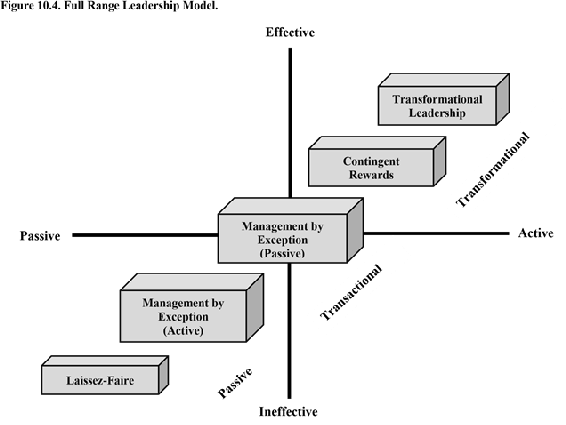 Figure 10.4. Full Range Leadership Model.
Effective
Transformational
Leadership
Contingent
Rewards
Transformational
Management by
Exception
(Passive)
Passive
Active
Management by
Exception
(Active)
Transactional
Laissez-Faire
Passive
Ineffective